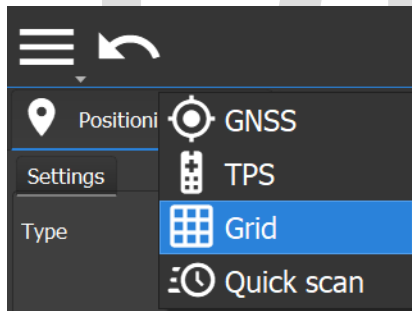 Positioni
GNSS
Settings
TPS
Type
Grid
Quick scan